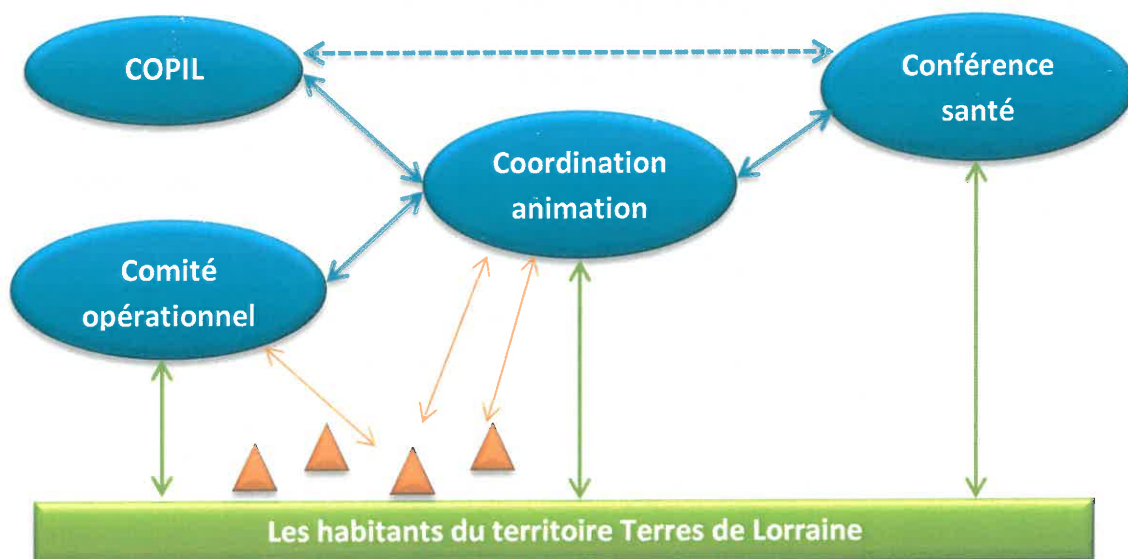 COPIL
Conférence
santé
Coordination
animation
Comité
opérationnel
Les habitants du territoire Terres de Lorraine